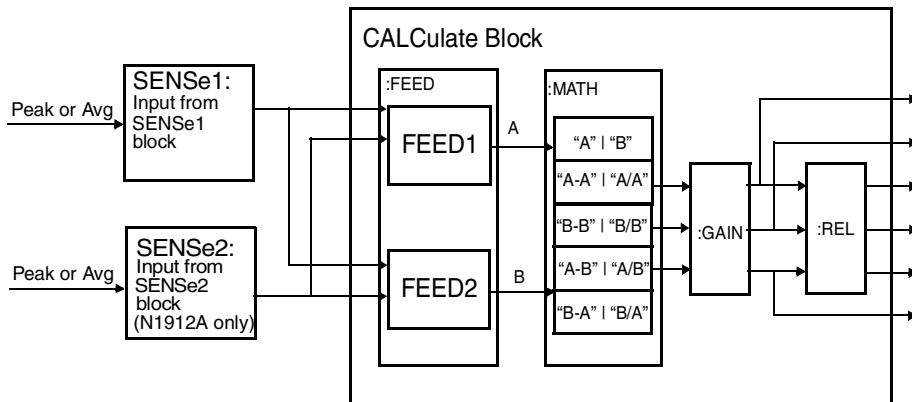 CALCulate Block
SENSe1:
Input from
SENSe1
block
Peak or Avg
:FEED
FEED1
A
:MATH
“A” | “B”
“A-A” | “A/A”
“B-B” | “B/B”
“A-B” | “A/B”
“B-A” | “B/A”
:GAIN
:REL
SENSe2:
Input from
SENSe2
block
(N1912A only)
Peak or Avg
FEED2
B